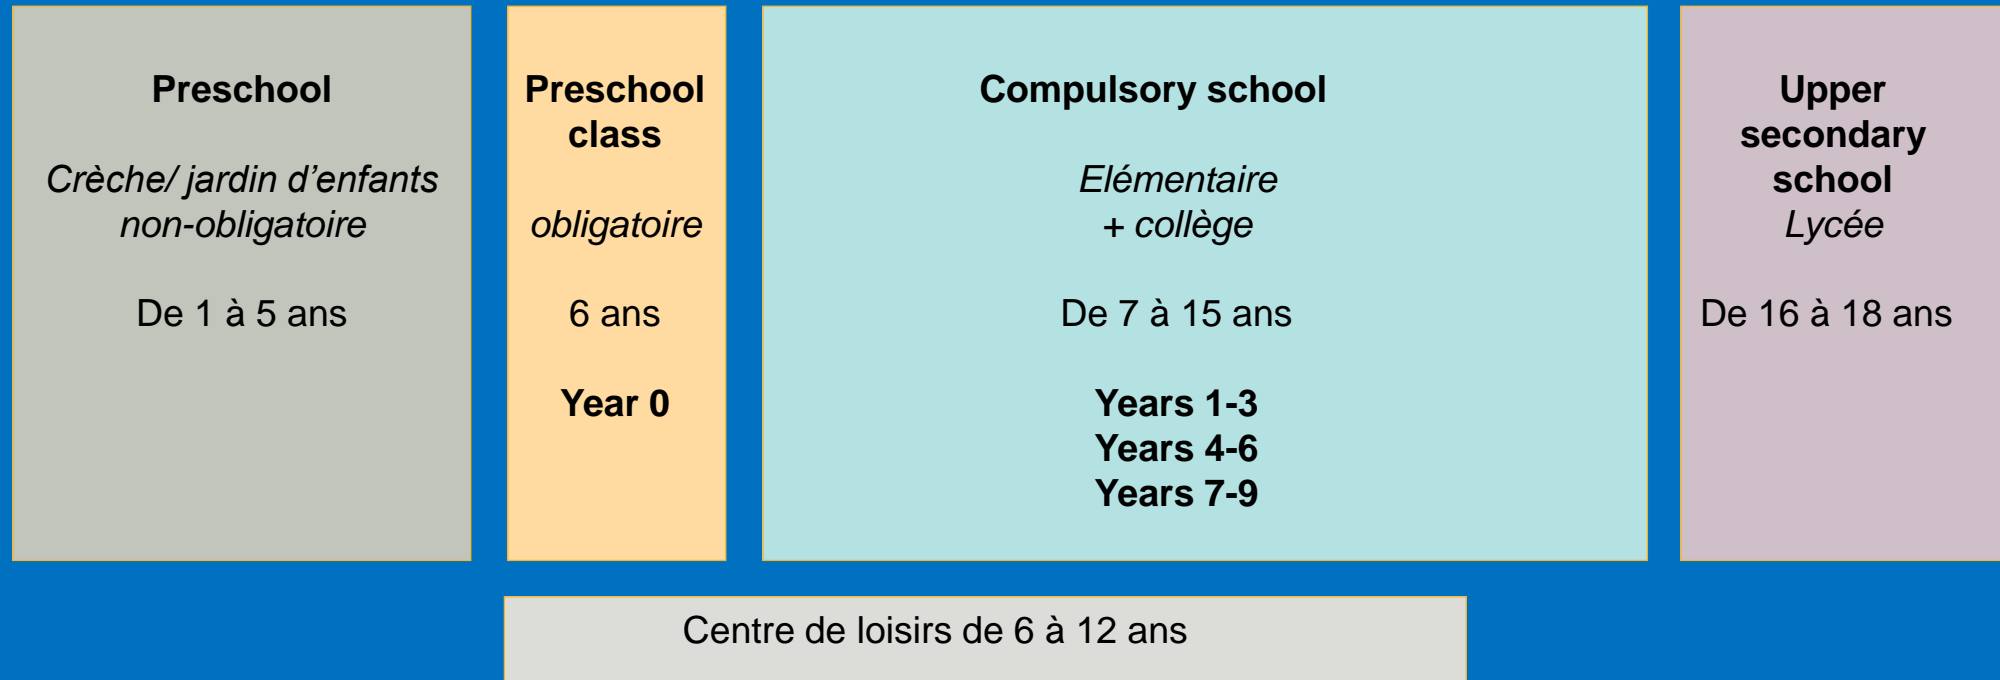 Preschool
Crèche/ jardin d’enfants
non-obligatoire
De 1 à 5 ans
Preschool
class
obligatoire
6 ans
Year 0
Compulsory school
Elémentaire
+ collège
De 7 à 15 ans
Years 1-3
Years 4-6
Years 7-9
Upper
secondary
school
Lycée
De 16 à 18 ans
Centre de loisirs de 6 à 12 ans